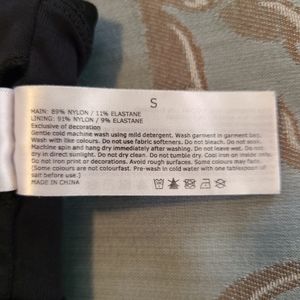 S
MAIN: 89% NYLON / 11% ELASTANE
LINING: 91% NYLON / 9% ELASTANE
Exclusive of decoration
Gentle cold machine wash using mild detergent. Wash garment in garment bag.
Wash with like colours. Do not use fabric softeners. Do not bleach. Do not soak.
Machine spin and hang dry immediately after washing. Do not leave wet. Do not dry
in direct sunlight. Do not dry clean. Do not tumble dry. Cool iron on inside only.
Do not iron print or decorations. Avoid rough surfaces. Some colours may fade.
(Some colours are not colourfast. Pre-wash in cold water with one tablespoon of
salt before use.)
MADE IN CHINA